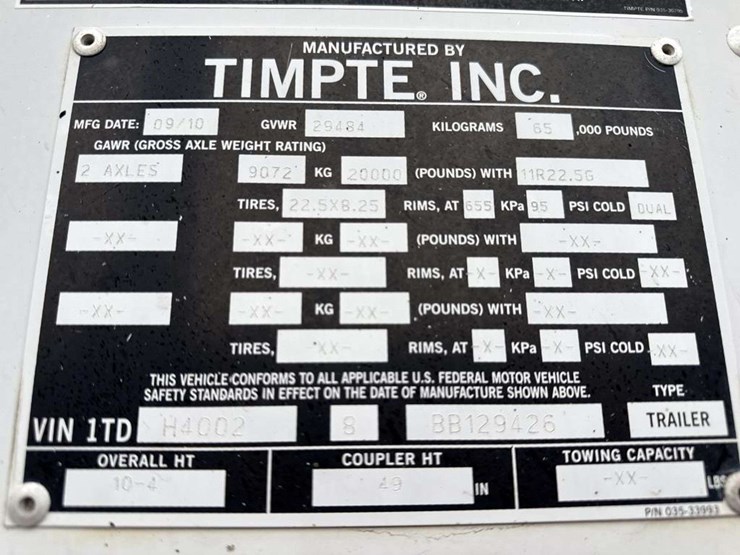 TIMPTE P/N
MANUFACTURED BY
TIMPTE® INC.
MFG DATE: 09/10 GVWR 29484 KILOGRAMS 65 ,000 POUNDS
GAWR (GROSS AXLE WEIGHT RATING)
2 AXLES 9072 KG 20000 (POUNDS) WITH 11R22.5G
TIRES, 22.5X8.25 RIMS, AT 655 KPa 95 PSI COLD DUAL
-XX- -XX- KG -XX- (POUNDS) WITH -XX-
TIRES, -XX- RIMS, AT -X- KPa -X- PSI COLD -XX-
-XX- -XX- KG -XX- (POUNDS) WITH -XX-
TIRES, -XX- RIMS, AT -X- KPa -X- PSI COLD -XX-
THIS VEHICLE CONFORMS TO ALL APPLICABLE U.S. FEDERAL MOTOR VEHICLE
SAFETY STANDARDS IN EFFECT ON THE DATE OF MANUFACTURE SHOWN ABOVE. TYPE
VIN 1TD H4002 8 BB129426 TRAILER
OVERALL HT COUPLER HT TOWING CAPACITY
10-4 49 IN -XX- LBS
P/N 035-33993